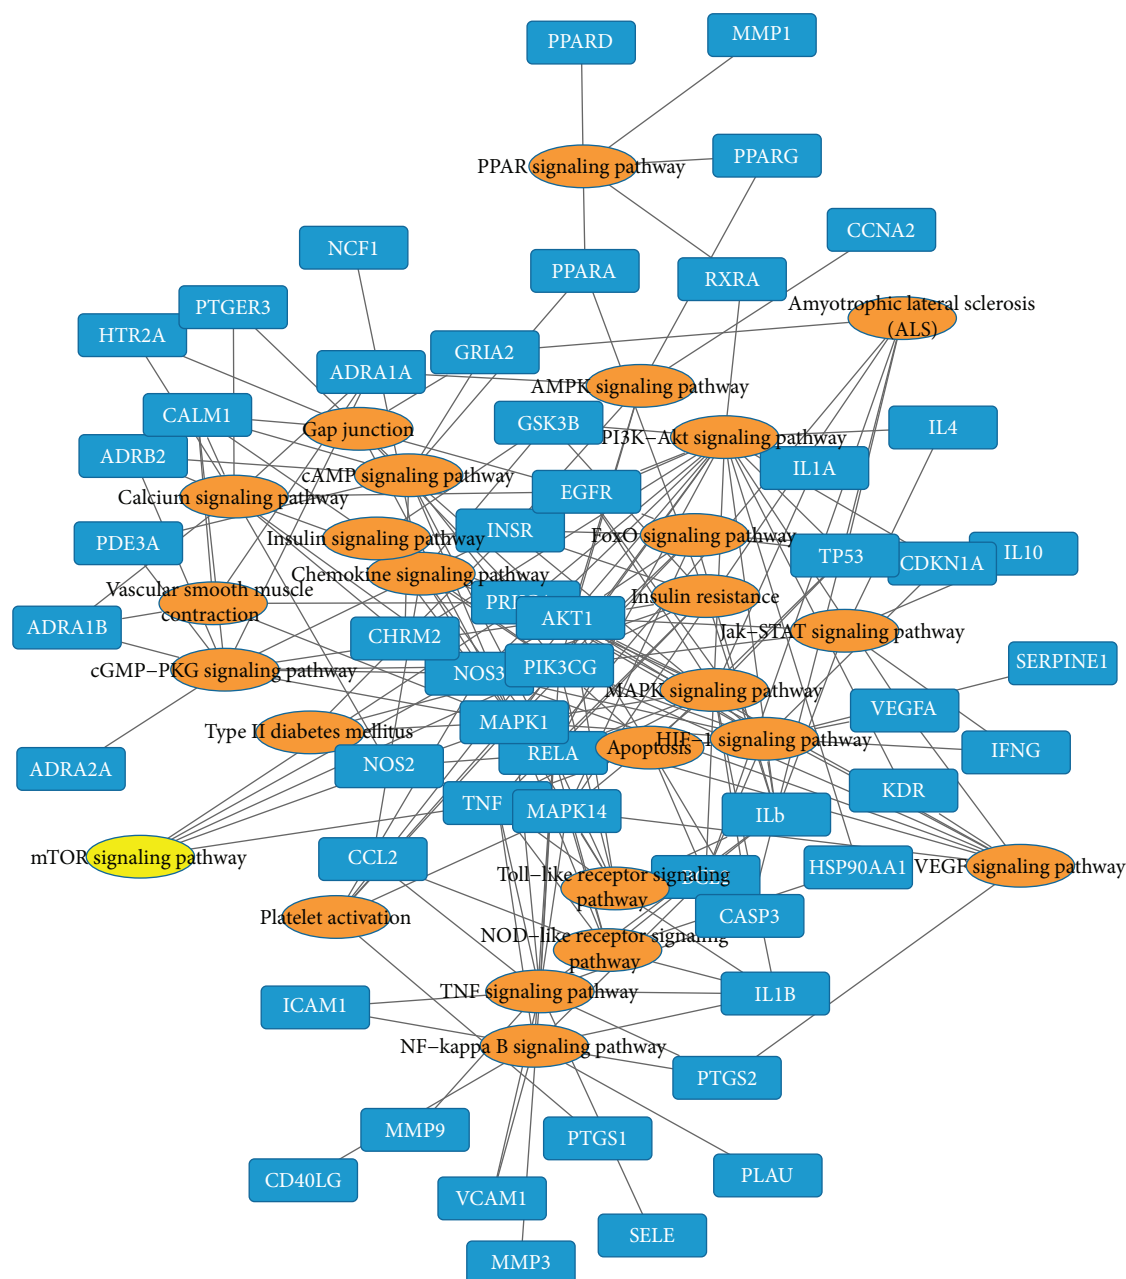 PPARD
MMP1
PPAR signaling pathway
PPARG
CCNA2
NCF1
PPARA
RXRA
Amyotrophic lateral sclerosis
(ALS)
PTGER3
HTR2A
GRIA2
ADRA1A
AMPK signaling pathway
CALM1
Gap junction
GSK3B
PI3K−Akt signaling pathway
IL4
ADRB2
cAMP signaling pathway
IL1A
Calcium signaling pathway
EGFR
PDE3A
Insulin signaling pathway
INSR
FoxO signaling pathway
TP53
IL10
CDKN1A
Chemokine signaling pathway
Vascular smooth muscle
contraction
Insulin resistance
ADRA1B
AKT1
CHRM2
Jak−STAT signaling pathway
cGMP−PKG signaling pathway
NOS3
PIK3CG
SERPINE1
MAPK signaling pathway
VEGFA
Type II diabetes mellitus
MAPK1
HIF−1 signaling pathway
Apoptosis
IFNG
RELA
ADRA2A
NOS2
KDR
TNF
MAPK14
ILb
mTOR signaling pathway
CCL2
HSP90AA1
VEGF signaling pathway
Toll−like receptor signaling
pathway
Platelet activation
CASP3
NOD−like receptor signaling
pathway
TNF signaling pathway
IL1B
ICAM1
NF−kappa B signaling pathway
PTGS2
MMP9
PTGS1
CD40LG
PLAU
VCAM1
SELE
MMP3